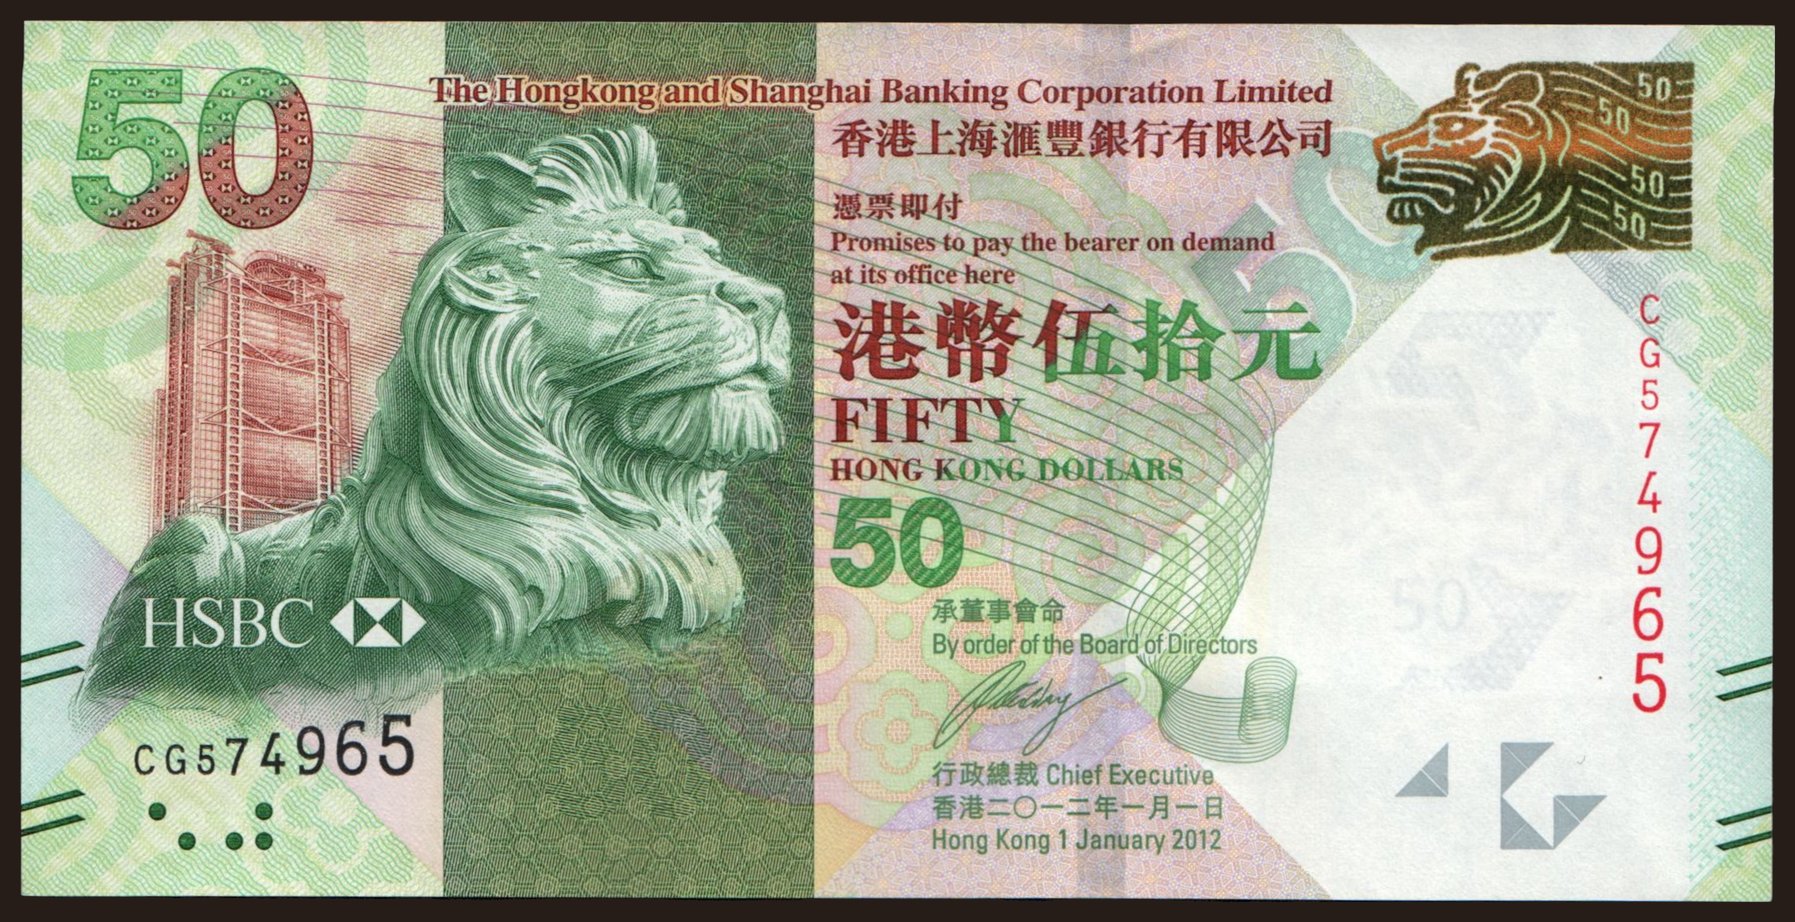 50
The Hongkong and Shanghai Banking Corporation Limited
香港上海滙豐銀行有限公司
50
50
50
50
憑票即付
Promises to pay the bearer on demand
at its office here
50
港幣伍拾元
FIFTY
HONG KONG DOLLARS
50
CG574965
50
HSBC
承董事會命
By order of the Board of Directors
CG574965
行政總裁 Chief Executive
香港二〇一二年一月一日
Hong Kong 1 January 2012